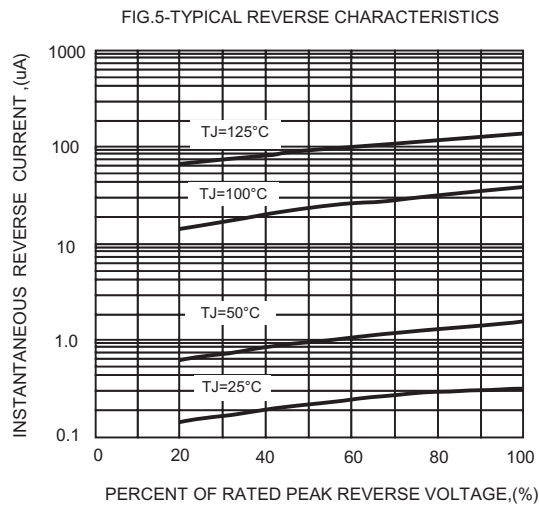 FIG.5-TYPICAL REVERSE CHARACTERISTICS
INSTANTANEOUS REVERSE CURRENT ,(uA)
1000
100
10
1.0
0.1
TJ=125°C
TJ=100°C
TJ=50°C
TJ=25°C
0 20 40 60 80 100
PERCENT OF RATED PEAK REVERSE VOLTAGE,(%)